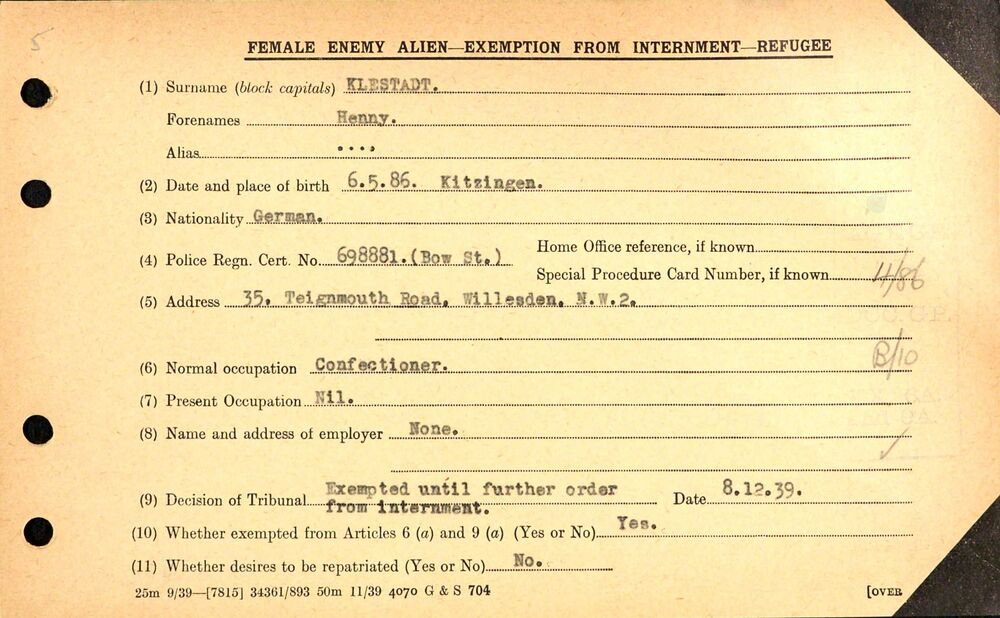 5
FEMALE ENEMY ALIEN—EXEMPTION FROM INTERNMENT—REFUGEE
(1) Surname (block capitals) KLESTADT.
Forenames Henny.
Alias ....
(2) Date and place of birth 6.5.86. Kitzingen.
(3) Nationality German.
(4) Police Regn. Cert. No. 698881.(Bow St.) Home Office reference, if known
Special Procedure Card Number, if known 4/86
(5) Address 35, Teignmouth Road, Willesden, N.W.2.
(6) Normal occupation Confectioner. B/10
(7) Present Occupation Nil.
(8) Name and address of employer None.
(9) Decision of Tribunal Exempted until further order from internment. Date 8.12.39.
(10) Whether exempted from Articles 6 (a) and 9 (a) (Yes or No) Yes.
(11) Whether desires to be repatriated (Yes or No) No.
25m 9/39—[7815] 34361/893 50m 11/39 4070 G & S 704 [OVER